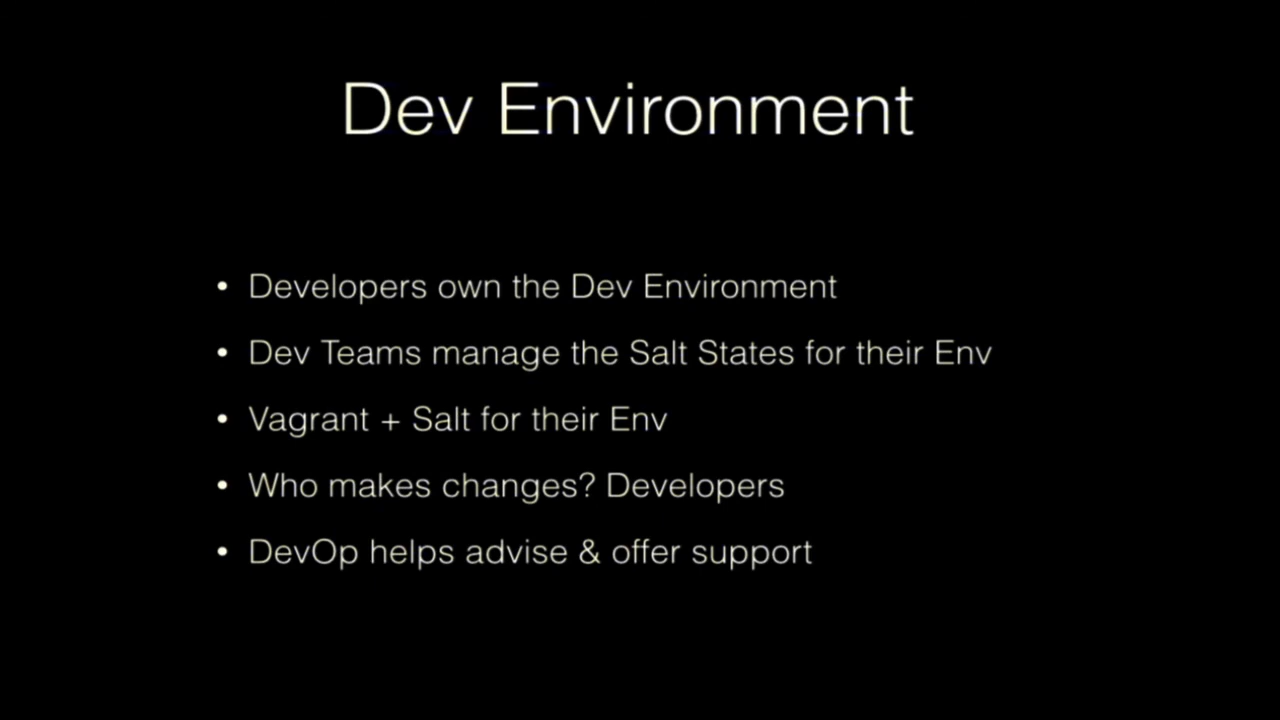 Dev Environment
• Developers own the Dev Environment
• Dev Teams manage the Salt States for their Env
• Vagrant + Salt for their Env
• Who makes changes? Developers
• DevOp helps advise & offer support